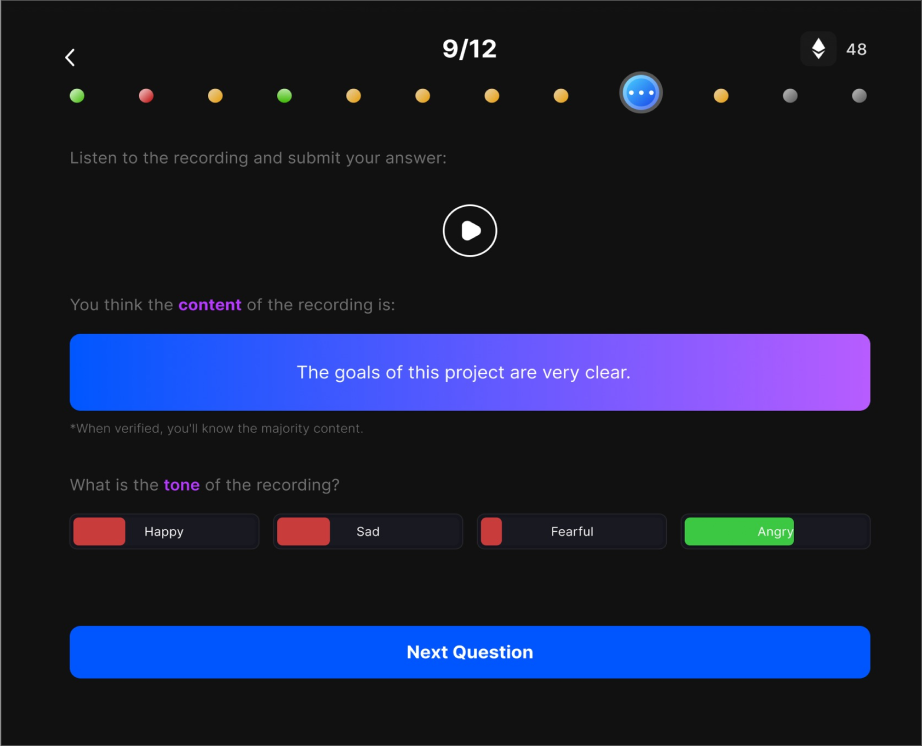 9/12
48
Listen to the recording and submit your answer:
You think the content of the recording is:
The goals of this project are very clear.
*When verified, you'll know the majority content.
What is the tone of the recording?
Happy
Sad
Fearful
Angry
Next Question